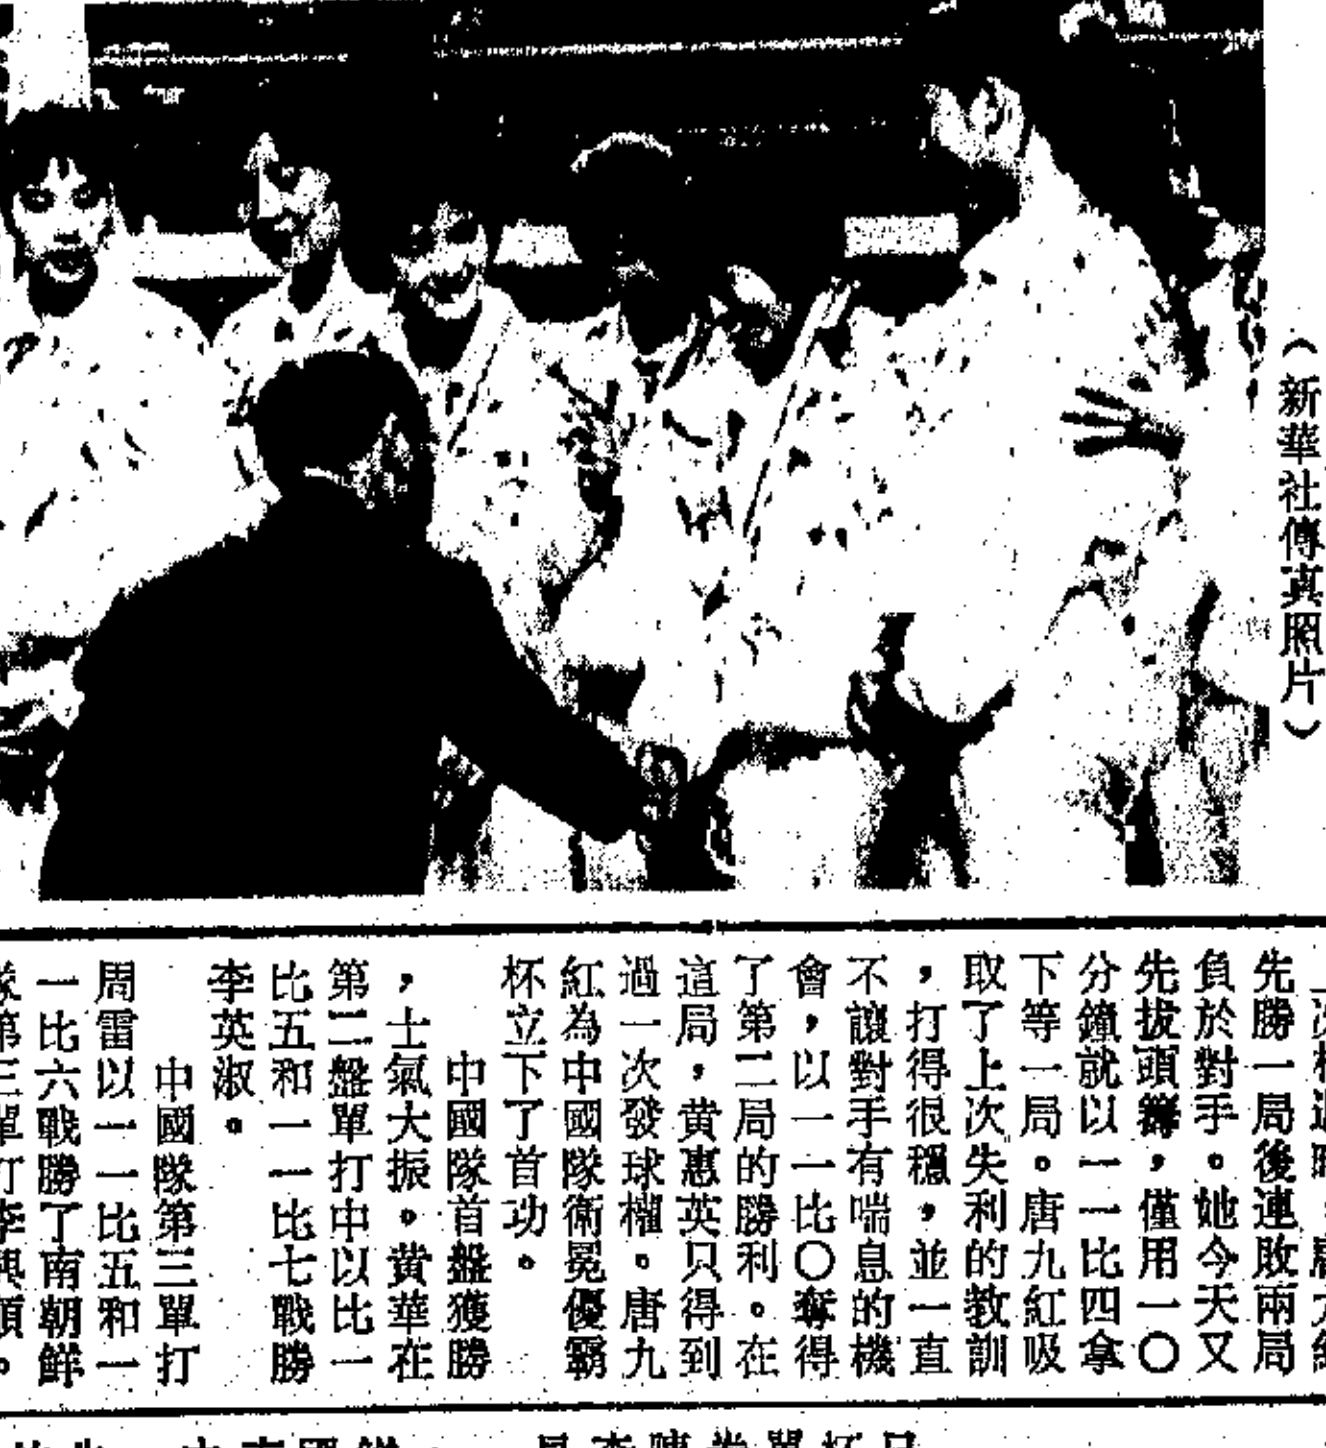 （新華社傳真照片）
先勝一局後連敗兩局
負於對手。她今天又
先拔頭籌，僅用一〇
分鐘就以一一比四拿
下等一局。唐九紅吸
取了上次失利的教訓
，打得很穩，並一直
不讓對手有喘息的機
會，以一一比〇奪得
了第二局的勝利。在
這局，黄惠英只得到
過一次發球權。唐九
紅為中國隊衛冕優霸
杯立下了首功。
中國隊首盤獲勝
，士氣大振。黄華在
第二盤單打中以比一
比五和一一比七戰勝
李英淑。
中國隊第三單打
周雷以一一比五和一
一比六戰勝了南朝鮮